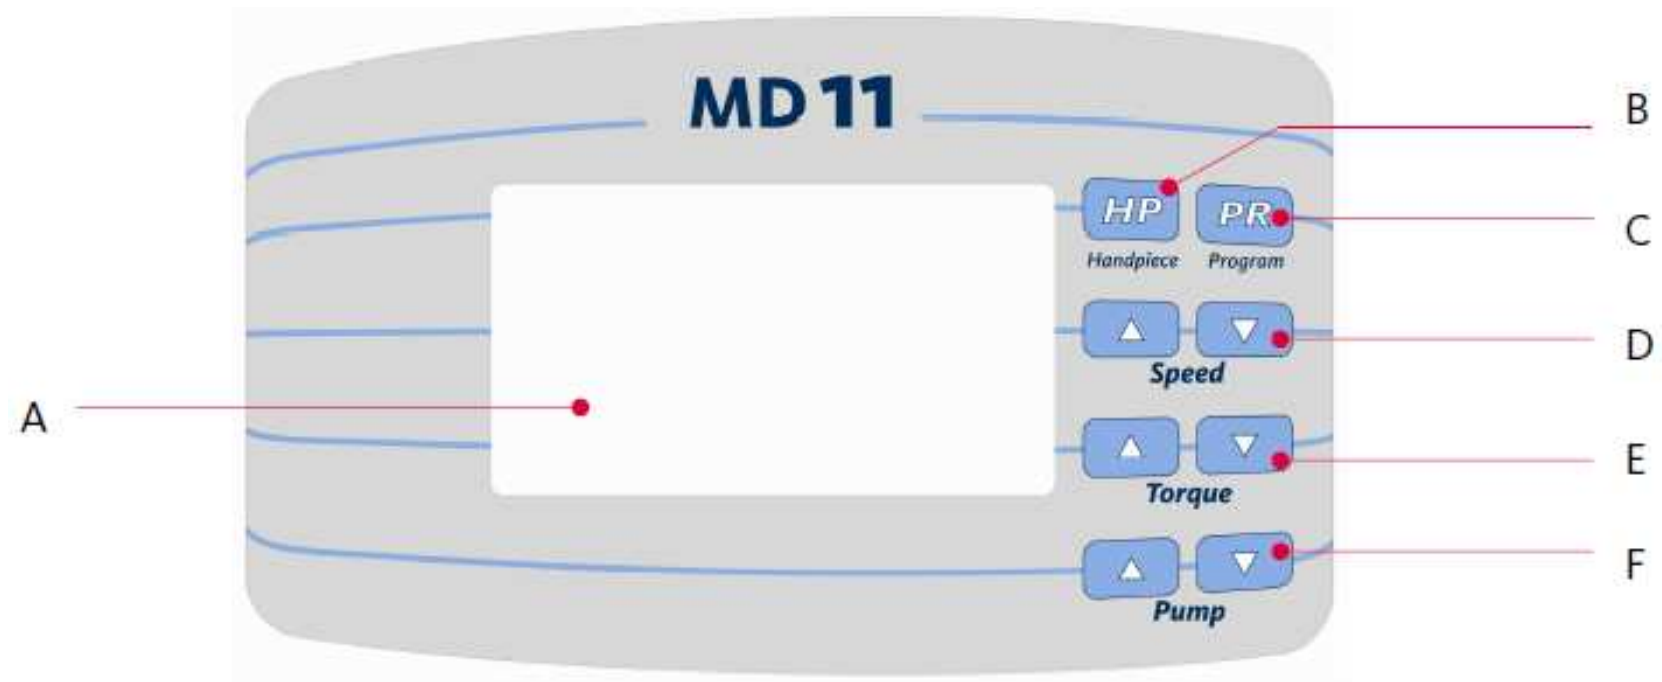 MD 11
B
HP PR
C
Handpiece Program
D
Speed
A
E
Torque
F
Pump